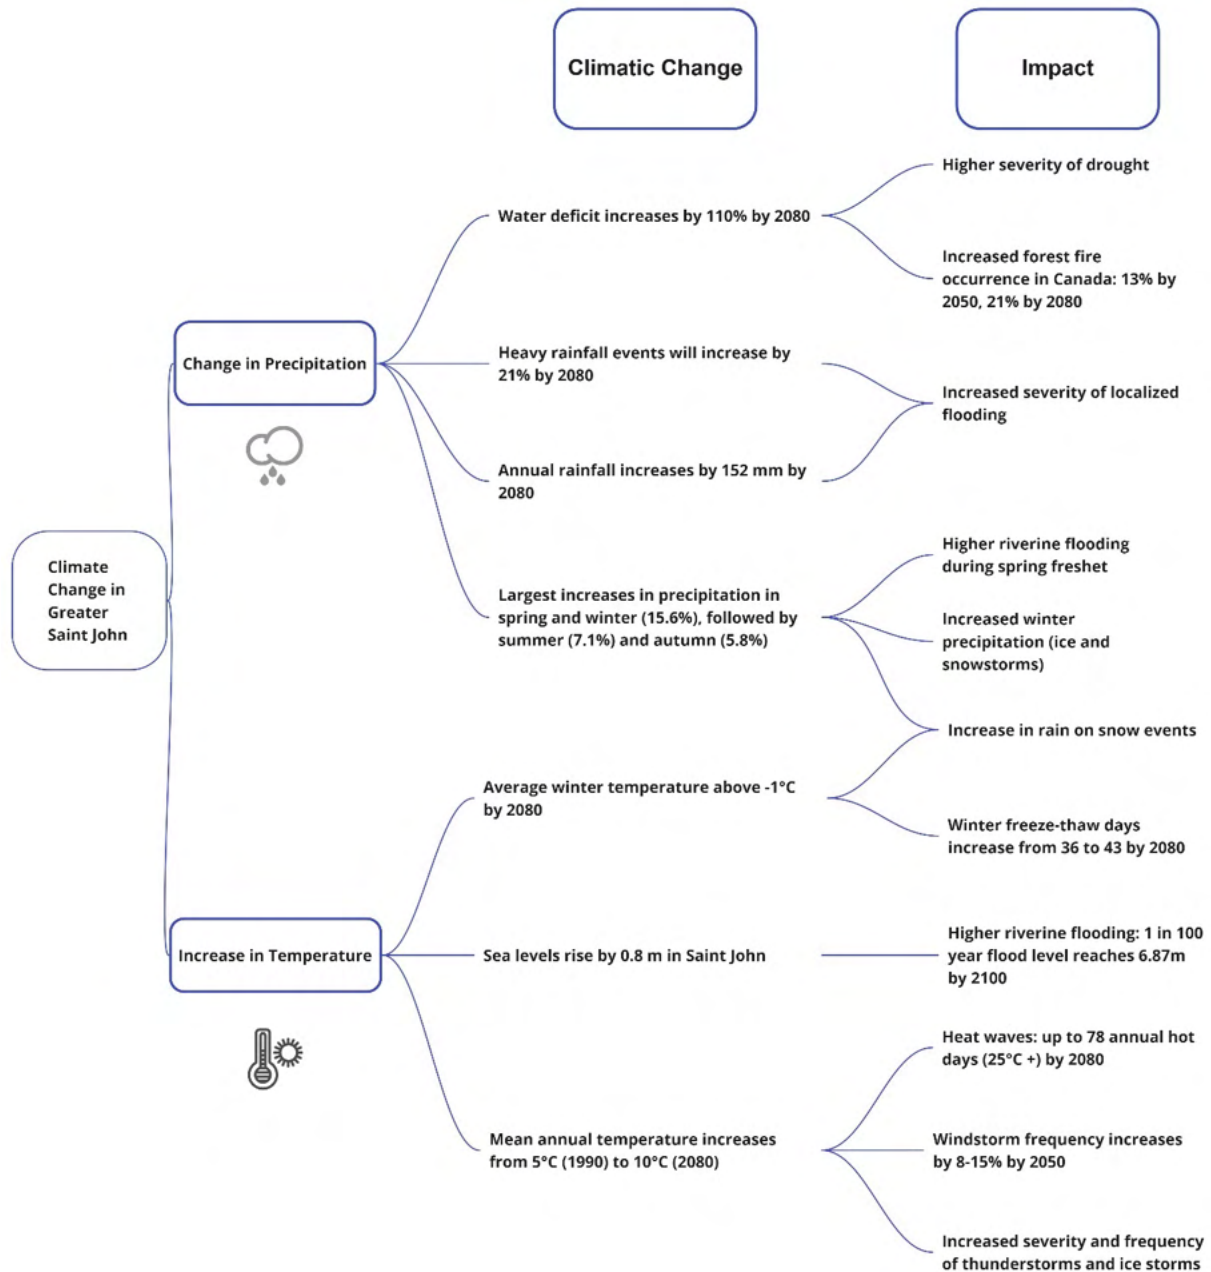 Climatic Change
Impact
Higher severity of drought
Water deficit increases by 110% by 2080
Increased forest fire
occurrence in Canada: 13% by
2050, 21% by 2080
Change in Precipitation
Heavy rainfall events will increase by
21% by 2080
Increased severity of localized
flooding
Annual rainfall increases by 152 mm by
2080
Climate
Change in
Greater
Saint John
Largest increases in precipitation in
spring and winter (15.6%), followed by
summer (7.1%) and autumn (5.8%)
Higher riverine flooding
during spring freshet
Increased winter
precipitation (ice and
snowstorms)
Increase in rain on snow events
Average winter temperature above -1°C
by 2080
Winter freeze-thaw days
increase from 36 to 43 by 2080
Increase in Temperature
Sea levels rise by 0.8 m in Saint John
Higher riverine flooding: 1 in 100
year flood level reaches 6.87m
by 2100
Mean annual temperature increases
from 5°C (1990) to 10°C (2080)
Heat waves: up to 78 annual hot
days (25°C +) by 2080
Windstorm frequency increases
by 8-15% by 2050
Increased severity and frequency
of thunderstorms and ice storms